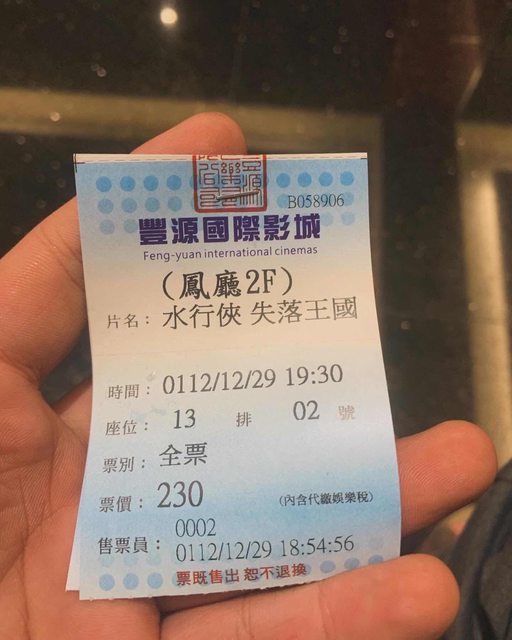 B058906
豐源國際影城
Feng-yuan international cinemas
(鳳廳2F)
片名：水行俠 失落王國
時間：0112/12/29 19:30
座位：13 排 02 號
票別：全票
票價：230 (內含代繳娛樂稅)
售票員：0002
0112/12/29 18:54:56
票既售出 恕不退換